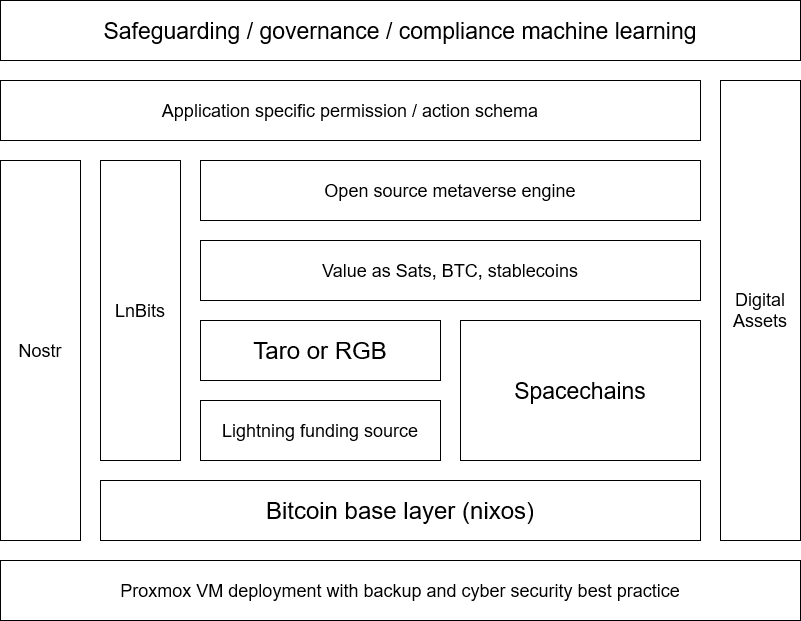 Safeguarding / governance / compliance machine learning
Application specific permission / action schema
Open source metaverse engine
Value as Sats, BTC, stablecoins
Digital
Assets
LnBits
Nostr
Taro or RGB
Spacechains
Lightning funding source
Bitcoin base layer (nixos)
Proxmox VM deployment with backup and cyber security best practice